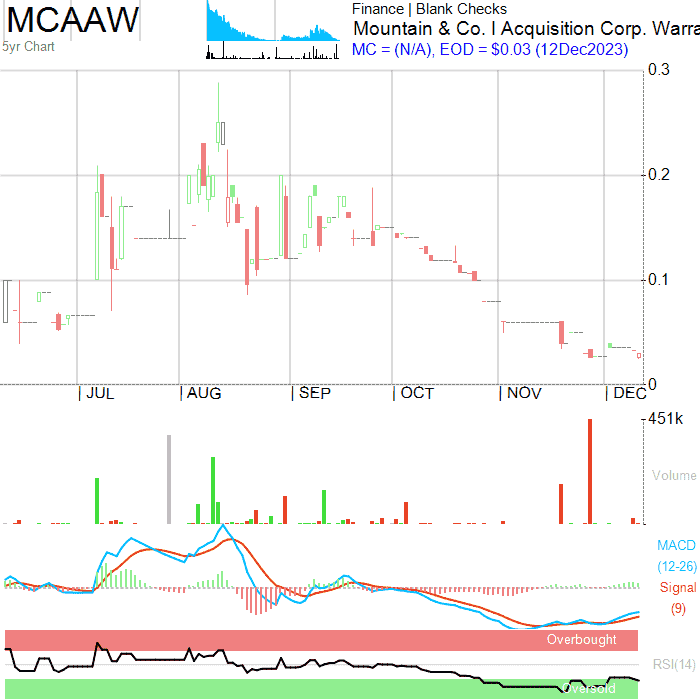 MCAAW
5yr Chart
Finance | Blank Checks
Mountain & Co. I Acquisition Corp. Warra
MC = (N/A), EOD = $0.03 (12Dec2023)
0.3
0.2
0.1
0
| JUL | AUG | SEP | OCT | NOV | DEC
451k
Volume
MACD
(12-26)
Signal
(9)
Overbought
RSI(14)
Oversold